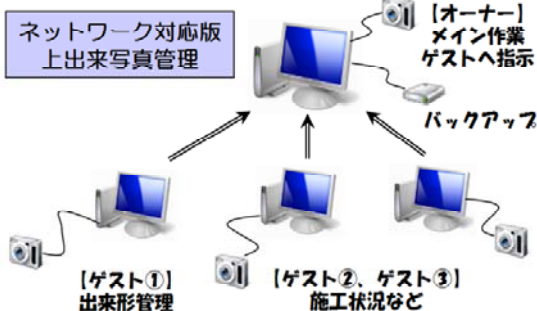 ネットワーク対応版
上出来写真管理
【オーナー】
メイン作業
ゲストへ指示
バックアップ
【ゲスト①】
出来形管理
【ゲスト②、ゲスト③】
施工状況など